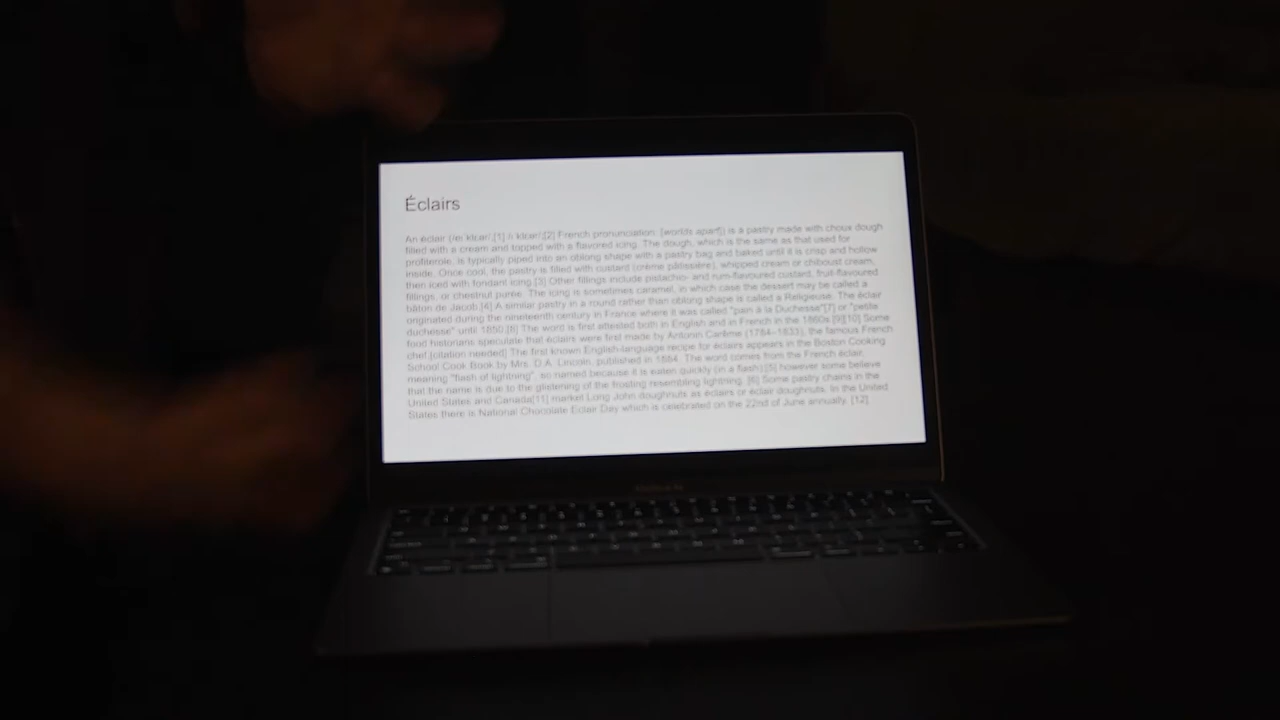 Éclairs
An éclair (/eɪˈklɛər/;[1] /ɪˈklɛər/;[2] French pronunciation: [worlds apart]) is a pastry made with choux dough
filled with a cream and topped with a flavored icing. The dough, which is the same as that used for
profiterole, is typically piped into an oblong shape with a pastry bag and baked until it is crisp and hollow
inside. Once cool, the pastry is filled with custard (crème pâtissière), whipped cream or chiboust cream,
then iced with fondant icing.[3] Other fillings include pistachio- and rum-flavoured custard, fruit-flavoured
fillings, or chestnut purée. The icing is sometimes caramel, in which case the dessert may be called a
bâton de Jacob.[4] A similar pastry in a round rather than oblong shape is called a Religieuse. The éclair
originated during the nineteenth century in France where it was called "pain à la Duchesse"[7] or "petite
duchesse" until 1850.[8] The word is first attested both in English and in French in the 1860s.[9][10] Some
food historians speculate that éclairs were first made by Antonin Carême (1784–1833), the famous French
chef.[citation needed] The first known English-language recipe for éclairs appears in the Boston Cooking
School Cook Book by Mrs. D.A. Lincoln, published in 1884. The word comes from the French éclair,
meaning "flash of lightning", so named because it is eaten quickly (in a flash);[5] however some believe
that the name is due to the glistening of the frosting resembling lightning. [6] Some pastry chains in the
United States and Canada[11] market Long John doughnuts as éclairs or éclair doughnuts. In the United
States there is National Chocolate Eclair Day which is celebrated on the 22nd of June annually. [12]